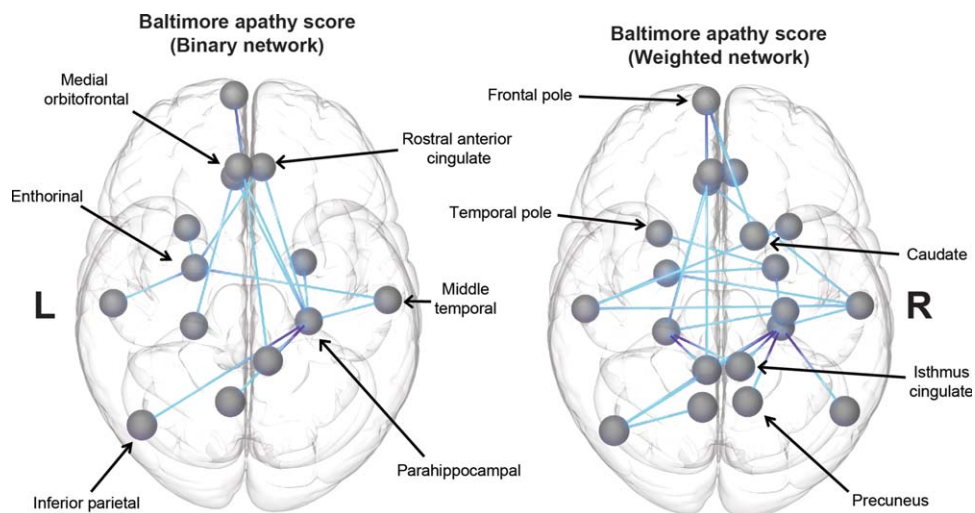 Baltimore apathy score
(Binary network)
Medial
orbitofrontal
Rostral anterior
cingulate
Enthorinal
L
Middle
temporal
Parahippocampal
Inferior parietal
Baltimore apathy score
(Weighted network)
Frontal pole
Temporal pole
Caudate
R
Isthmus
cingulate
Precuneus